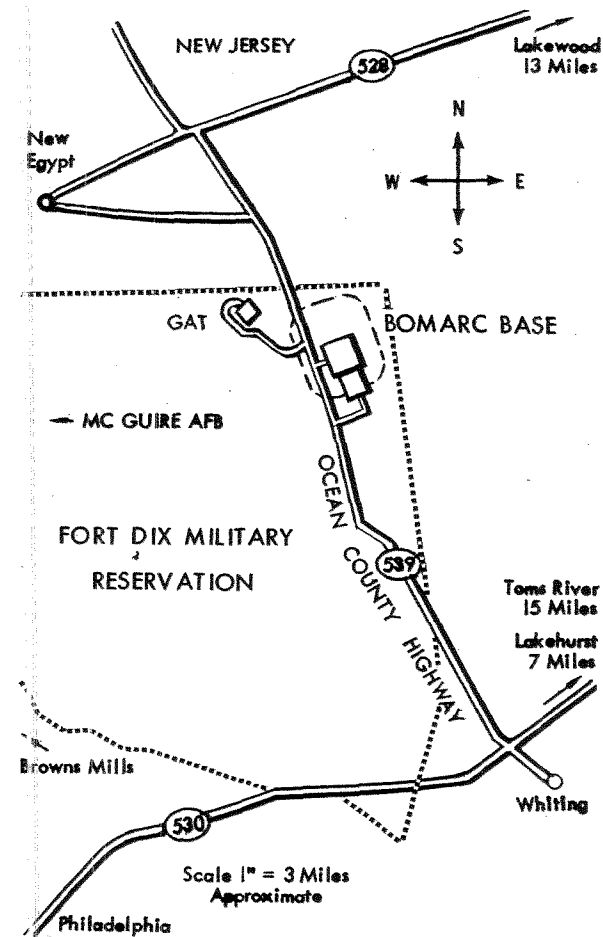 NEW JERSEY
528
Lakewood
13 Miles
New
Egypt
N
W E
S
GAT
BOMARC BASE
MC GUIRE AFB
OCEAN COUNTY HIGHWAY
FORT DIX MILITARY
RESERVATION
539
Toms River
15 Miles
Lakehurst
7 Miles
Browns Mills
Whiting
530
Scale 1" = 3 Miles
Approximate
Philadelphia